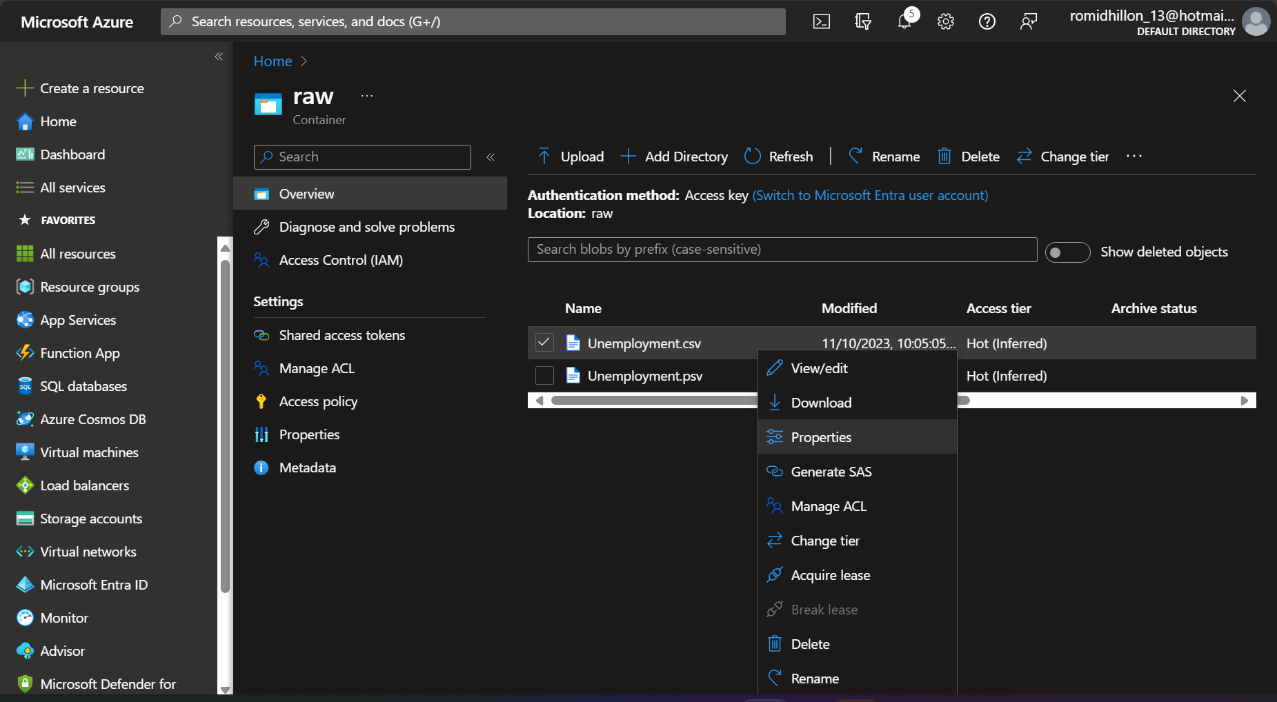 Microsoft Azure
Search resources, services, and docs (G+/)
5
romidhillon_13@hotmai...
DEFAULT DIRECTORY
Create a resource
Home
Dashboard
All services
FAVORITES
All resources
Resource groups
App Services
Function App
SQL databases
Azure Cosmos DB
Virtual machines
Load balancers
Storage accounts
Virtual networks
Microsoft Entra ID
Monitor
Advisor
Microsoft Defender for
Home
raw
Container
Search
Overview
Diagnose and solve problems
Access Control (IAM)
Settings
Shared access tokens
Manage ACL
Access policy
Properties
Metadata
Upload Add Directory Refresh Rename Delete Change tier
Authentication method: Access key (Switch to Microsoft Entra user account)
Location: raw
Search blobs by prefix (case-sensitive)
Show deleted objects
Name Modified Access tier Archive status
Unemployment.csv 11/10/2023, 10:05:05... Hot (Inferred)
Unemployment.psv Hot (Inferred)
View/edit
Download
Properties
Generate SAS
Manage ACL
Change tier
Acquire lease
Break lease
Delete
Rename